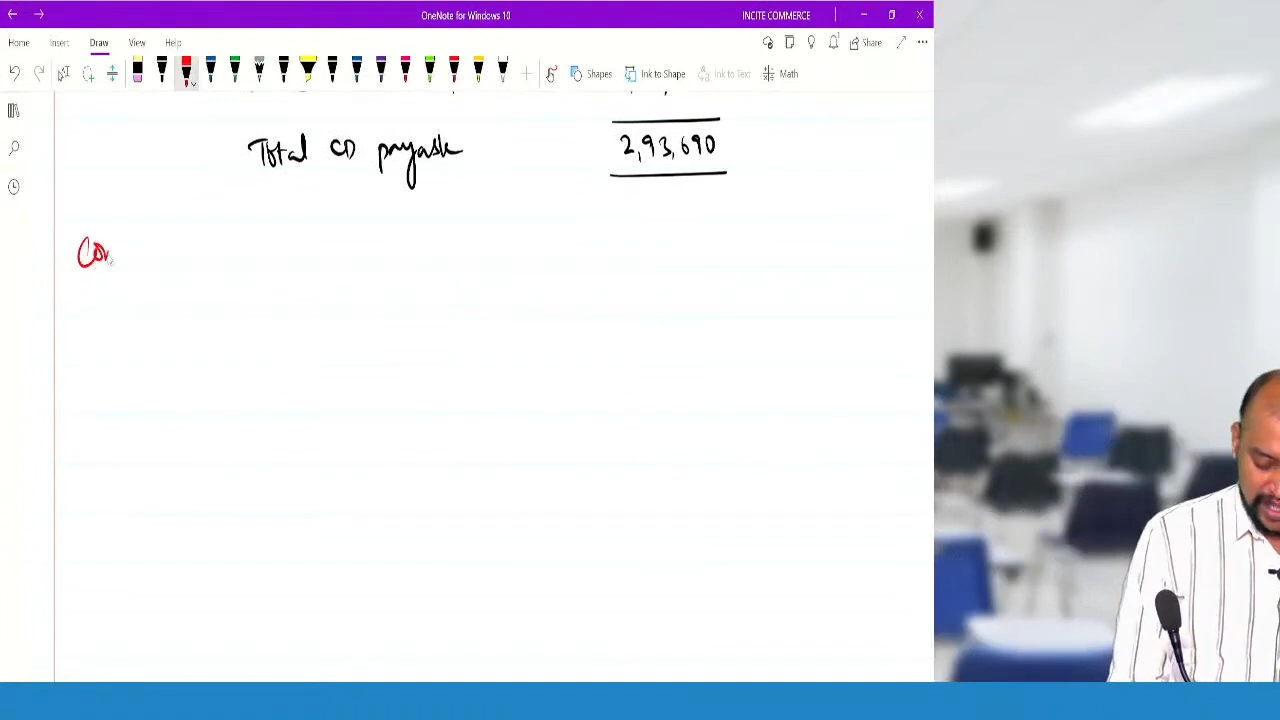 OneNote for Windows 10
INCITE COMMERCE
Home Insert Draw View Help
Share
Shapes
Ink to Shape
Ink to Text
Math
Total CD payable 2,93,690
Con